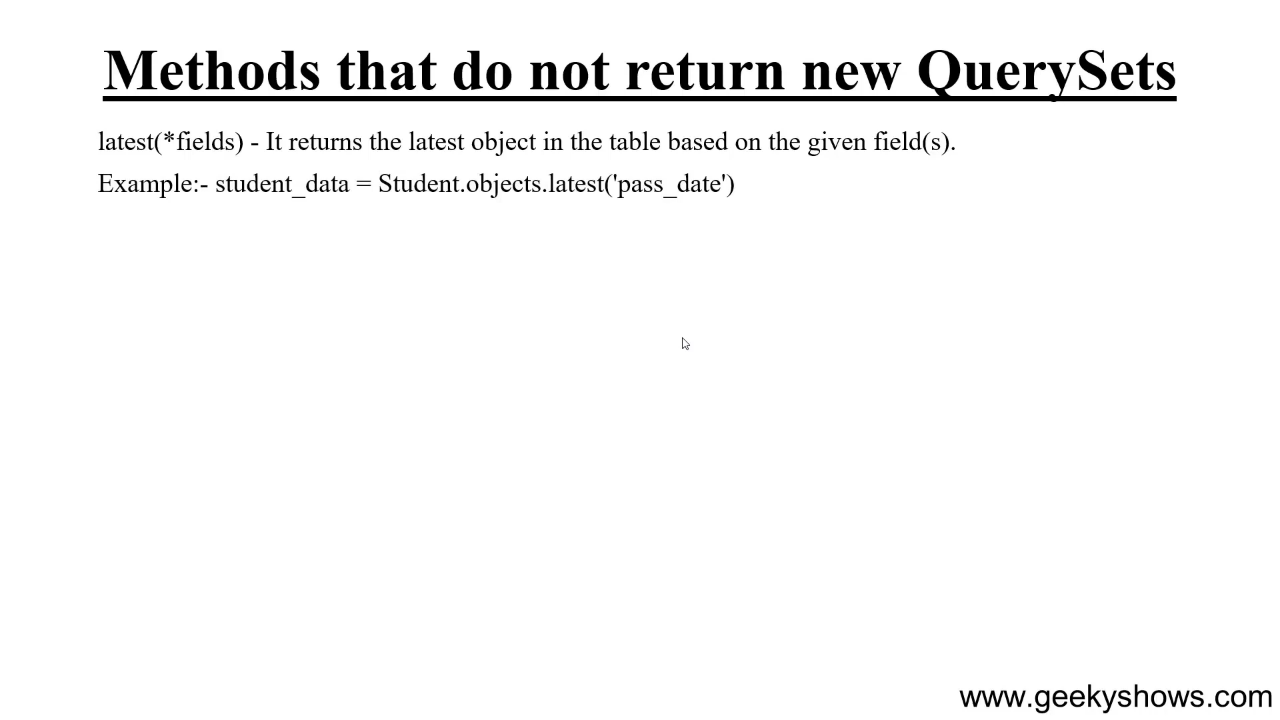 Methods that do not return new QuerySets
latest(*fields) - It returns the latest object in the table based on the given field(s).
Example:- student_data = Student.objects.latest('pass_date')
www.geekyshows.com